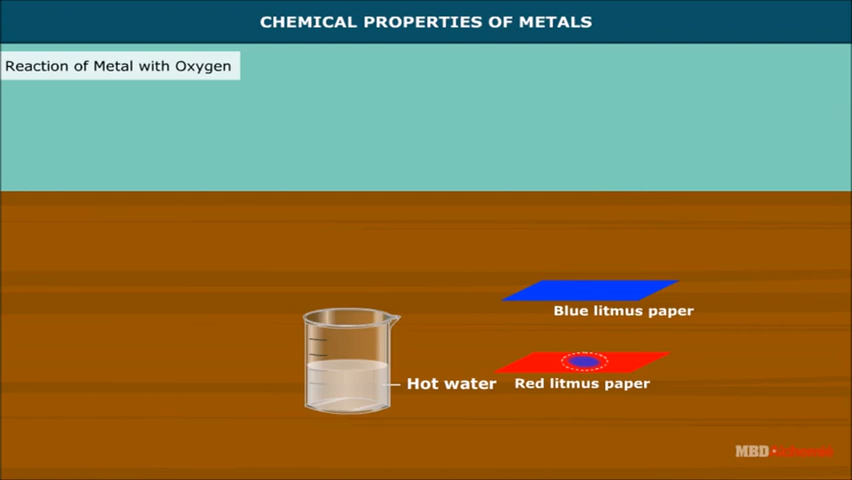 CHEMICAL PROPERTIES OF METALS
Reaction of Metal with Oxygen
Blue litmus paper
Hot water
Red litmus paper
MBD